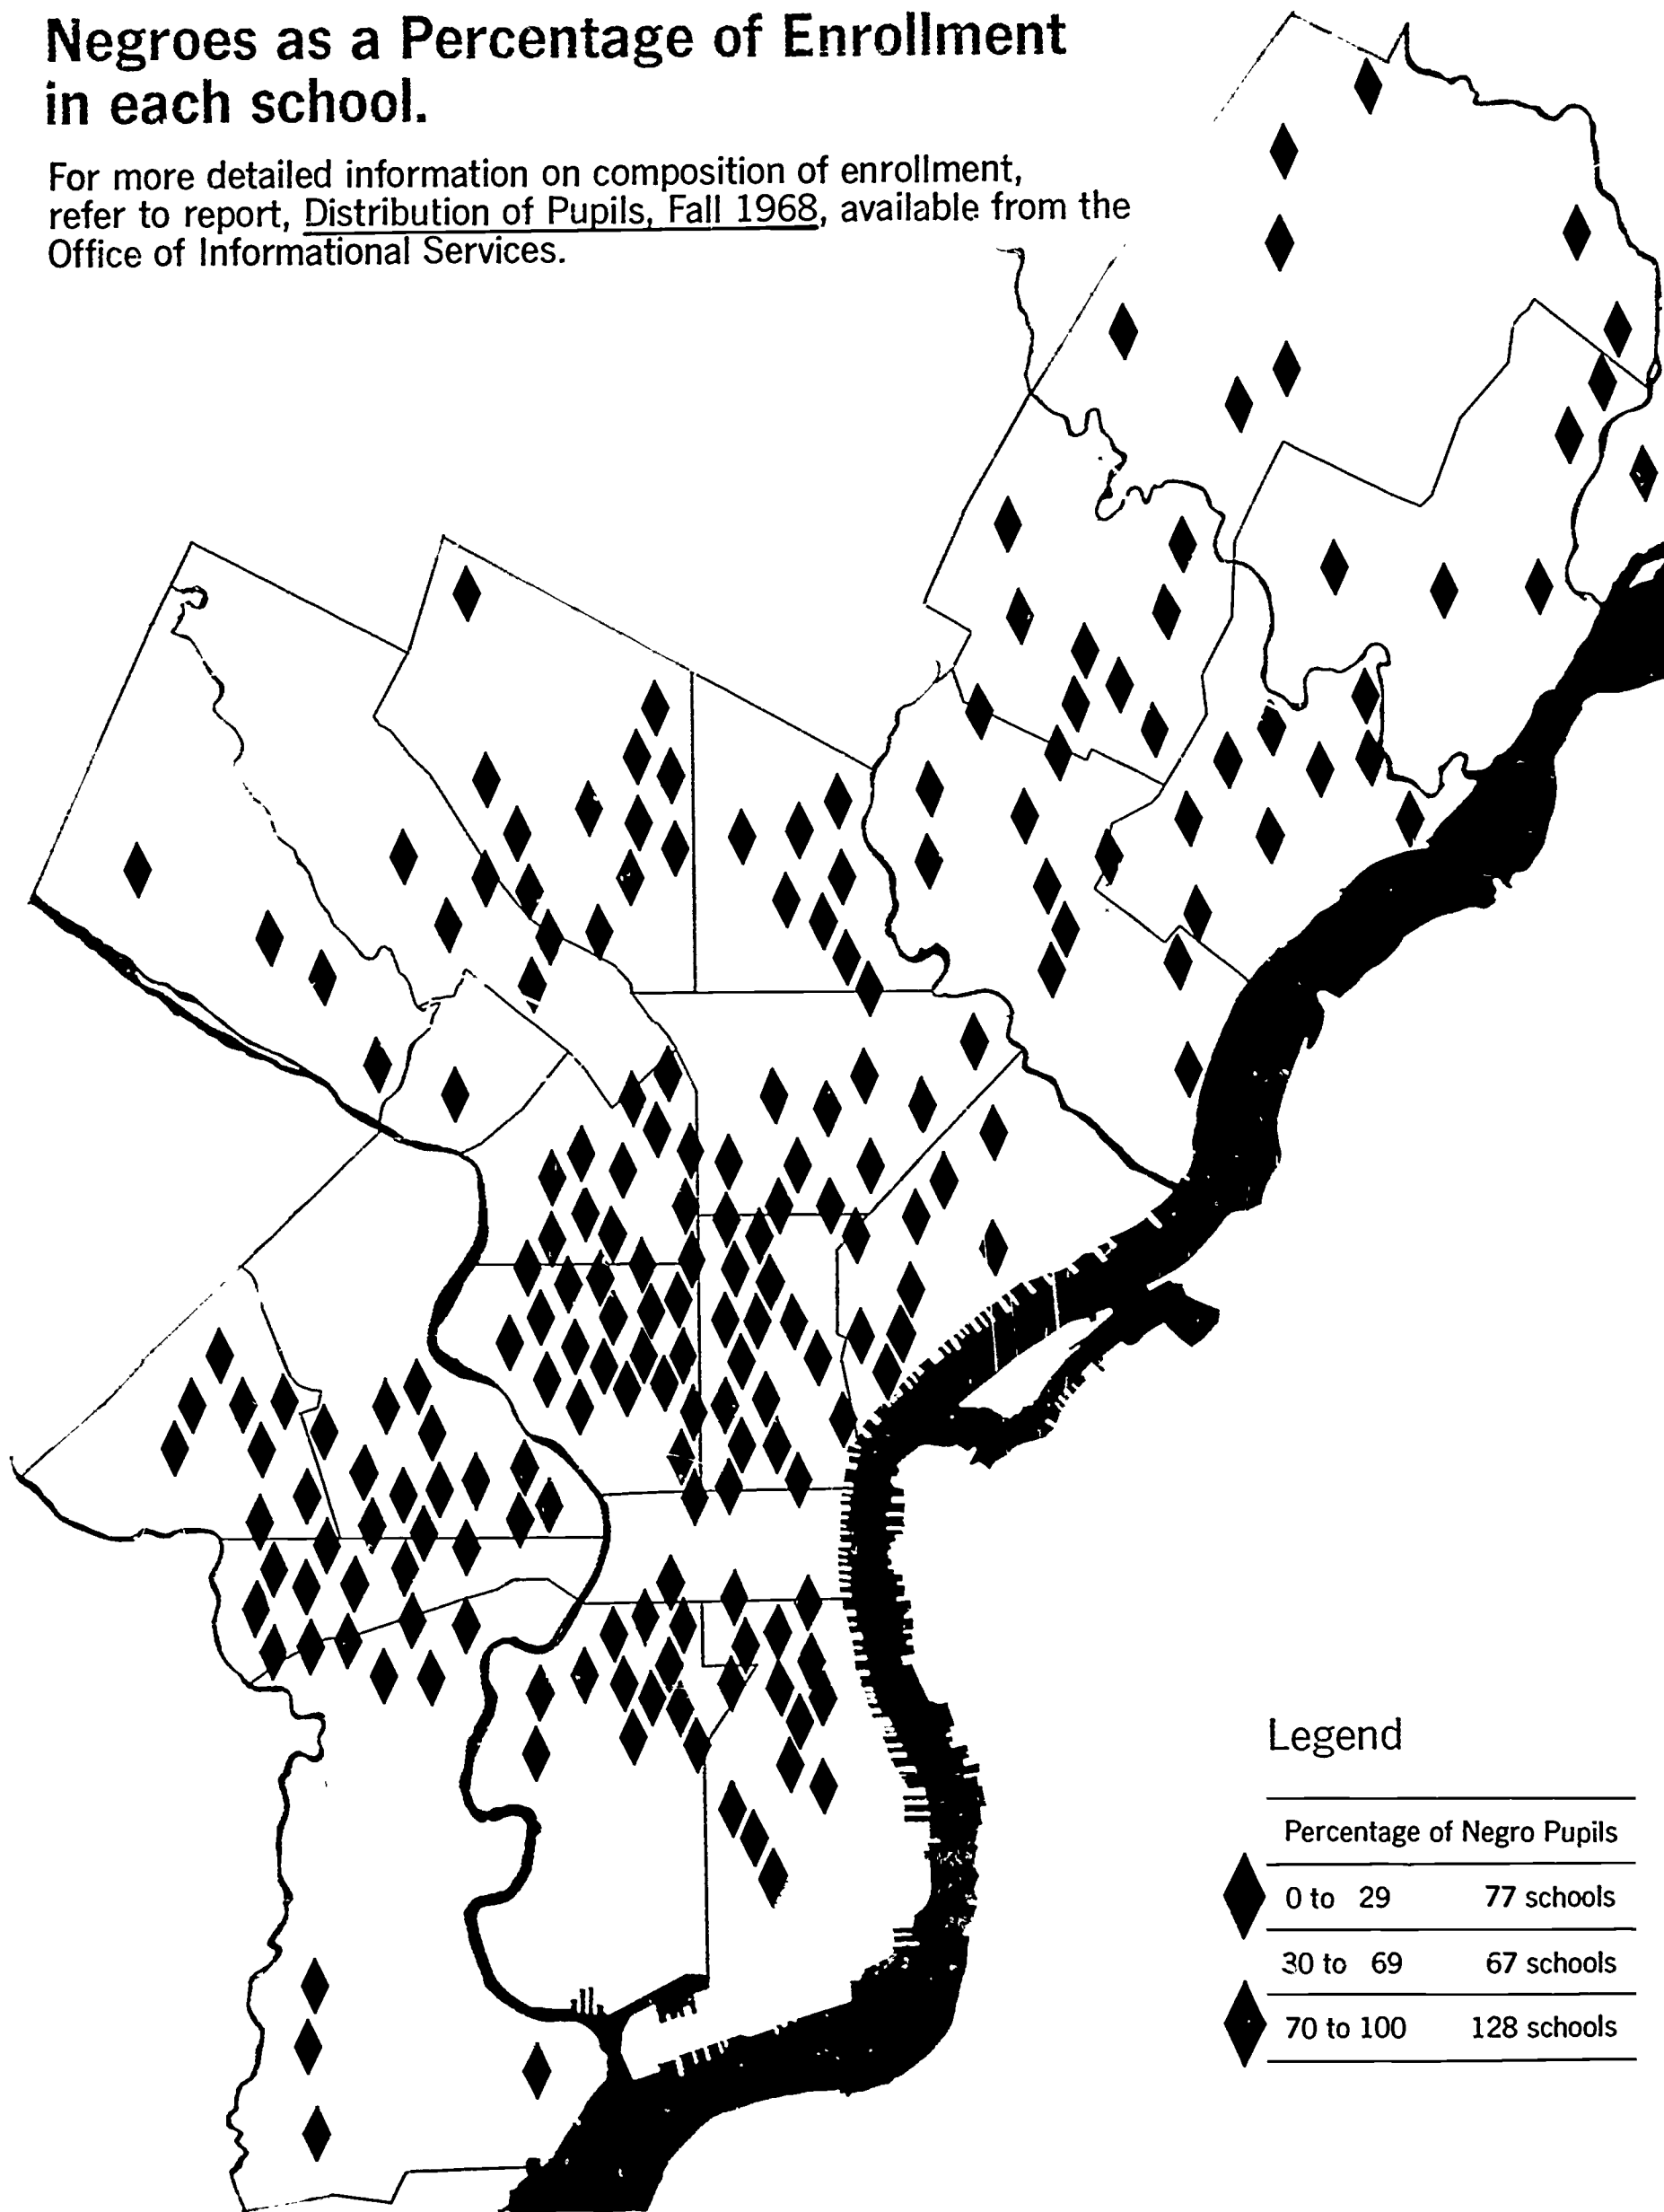 Negroes as a Percentage of Enrollment
in each school.
For more detailed information on composition of enrollment,
refer to report, Distribution of Pupils, Fall 1968, available from the
Office of Informational Services.
Legend
Percentage of Negro Pupils
0 to 29 77 schools
30 to 69 67 schools
70 to 100 128 schools